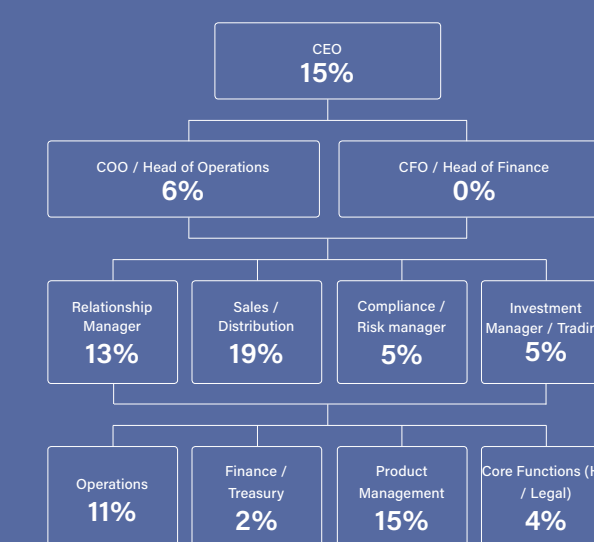 CEO
15%
COO / Head of Operations
6%
CFO / Head of Finance
0%
Relationship
Manager
13%
Sales /
Distribution
19%
Compliance /
Risk manager
5%
Investment
Manager /
5%
Operations
11%
Finance /
Treasury
2%
Product
Management
15%
Core Functions
/ Legal)
4%